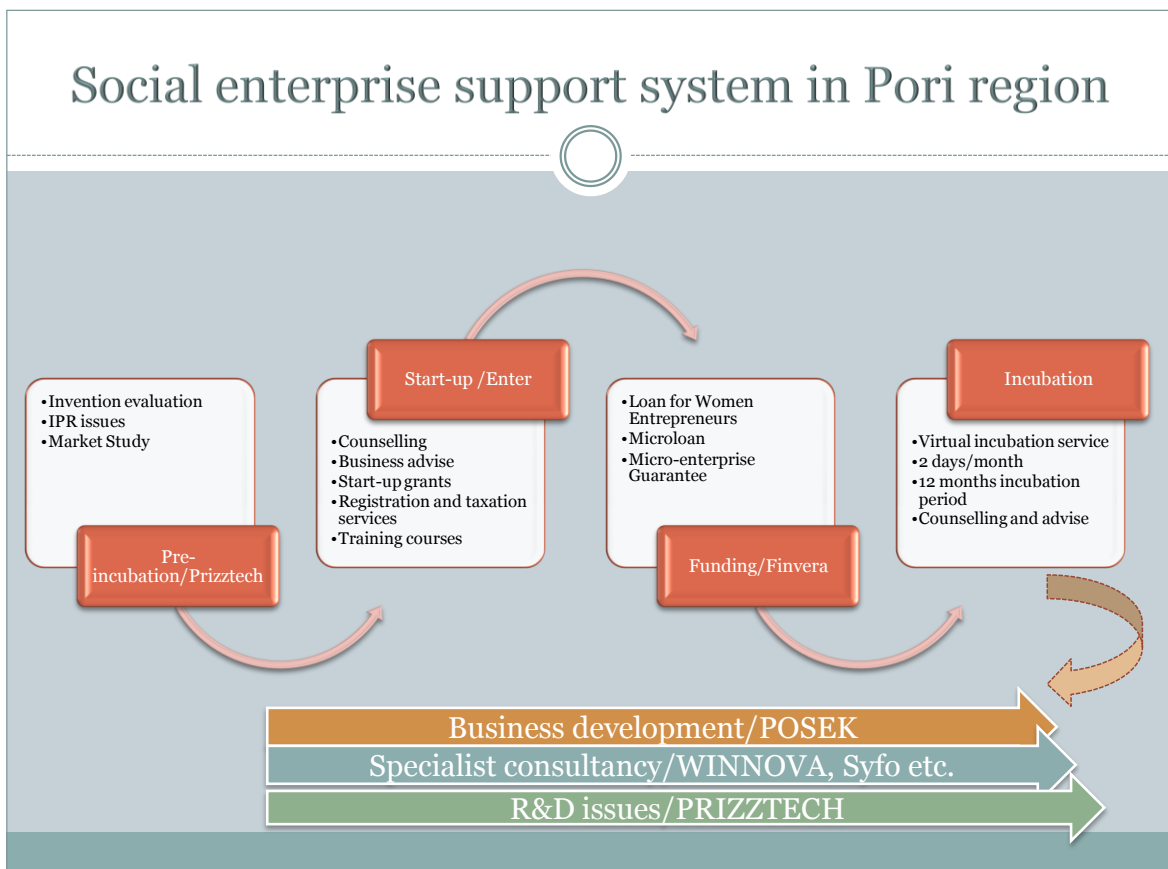 Social enterprise support system in Pori region
•Invention evaluation
•IPR issues
•Market Study
Pre-
incubation/Prizztech
Start-up /Enter
•Counselling
•Business advise
•Start-up grants
•Registration and taxation
services
•Training courses
•Loan for Women
Entrepreneurs
•Microloan
•Micro-enterprise
Guarantee
Funding/Finvera
Incubation
•Virtual incubation service
•2 days/month
•12 months incubation
period
•Counselling and advise
Business development/POSEK
Specialist consultancy/WINNOVA, Syfo etc.
R&D issues/PRIZZTECH